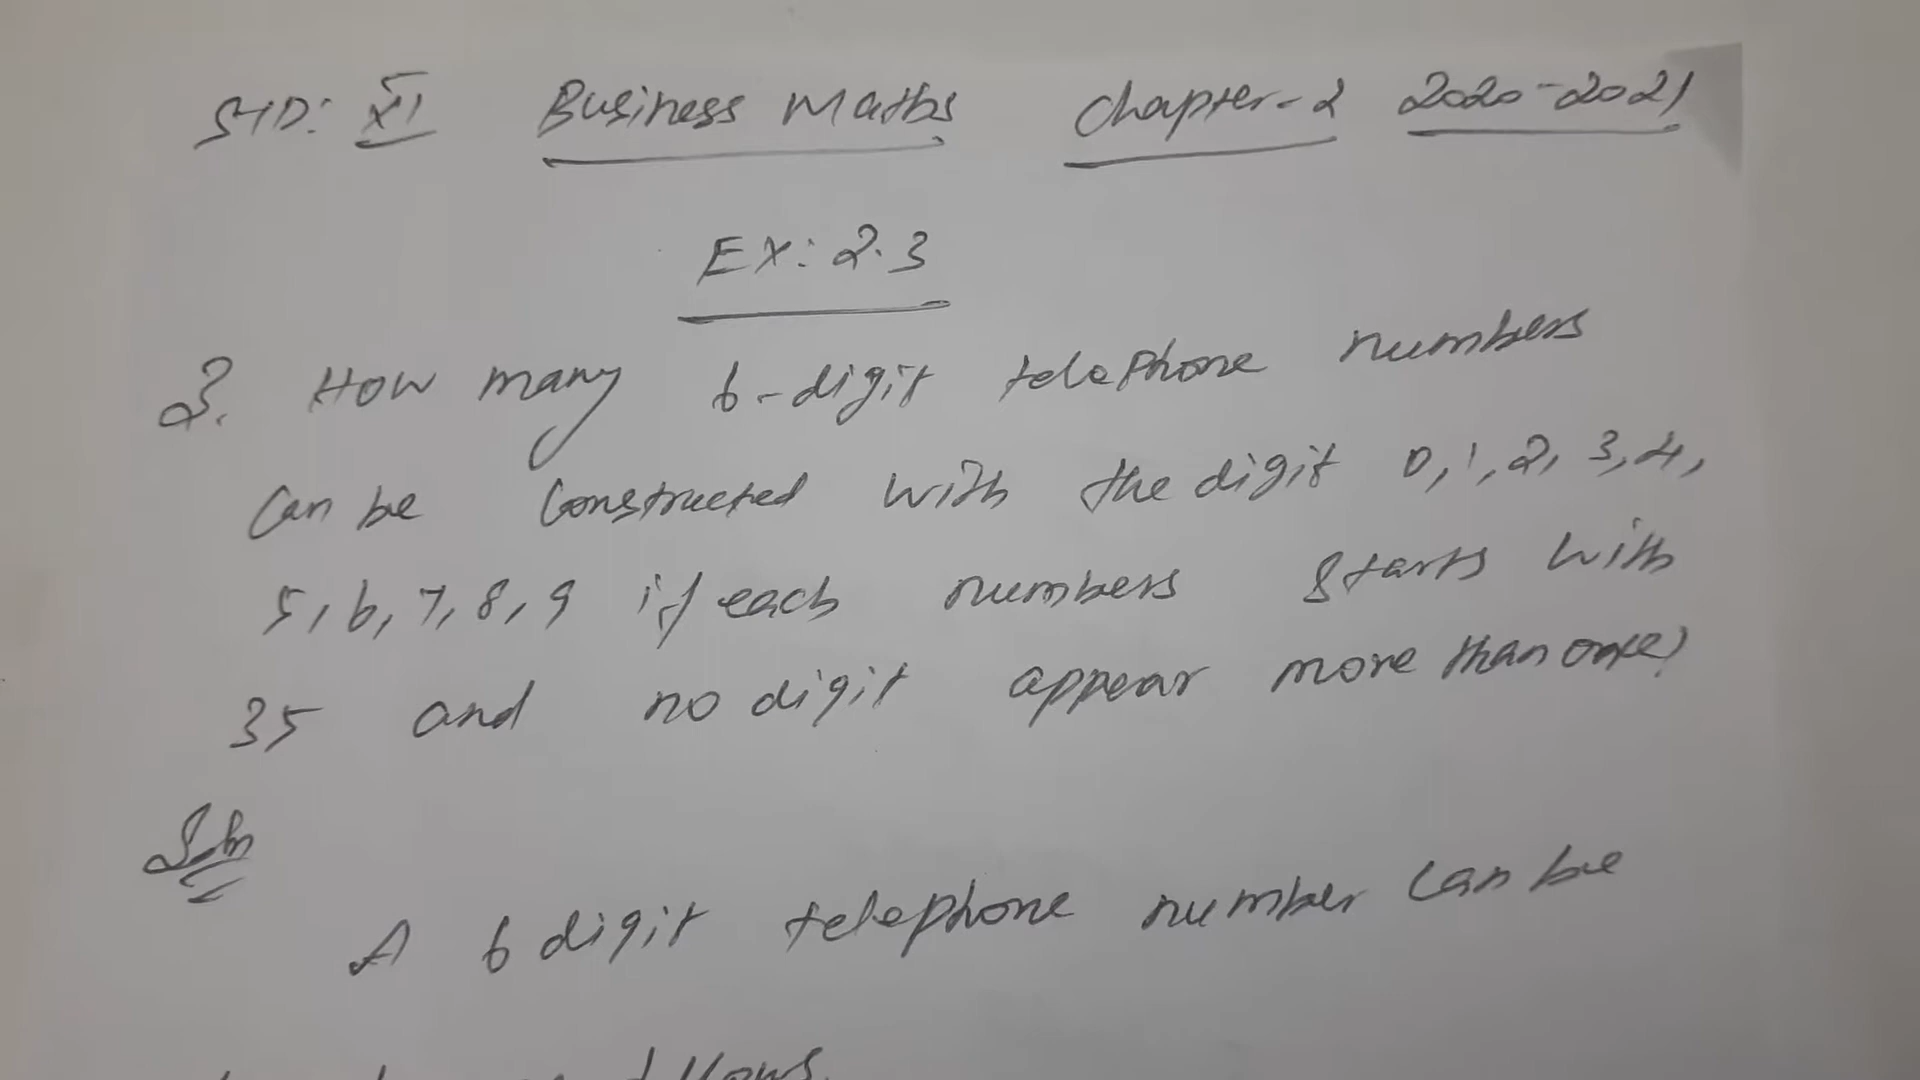 STD: XI Business Maths Chapter-2 2020-2021
EX: 2.3
2. How many 6-digit telephone numbers
can be constructed with the digit 0, 1, 2, 3, 4,
5, 6, 7, 8, 9 if each numbers starts with
35 and no digit appear more than once?
Soln
A 6 digit telephone number can be